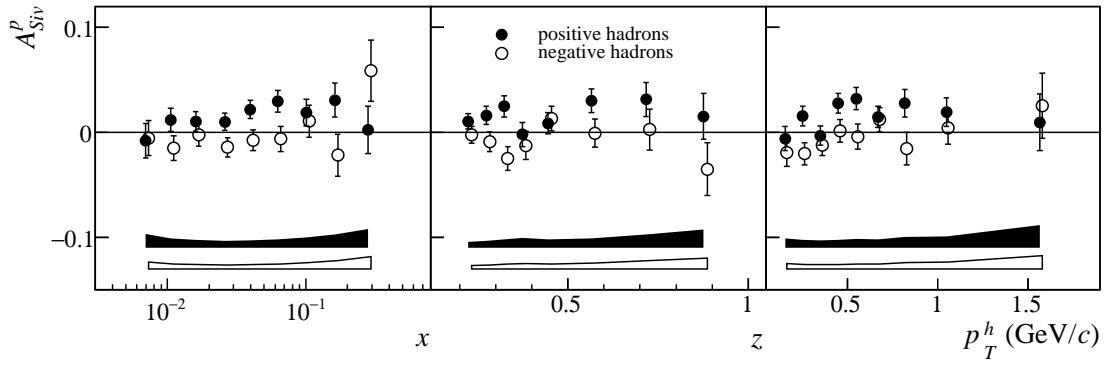 A^p_Siv
0.1
0
−0.1
positive hadrons
negative hadrons
10^−2 10^−1
0.5 1
0.5 1 1.5
x
z
p_T^h (GeV/c)